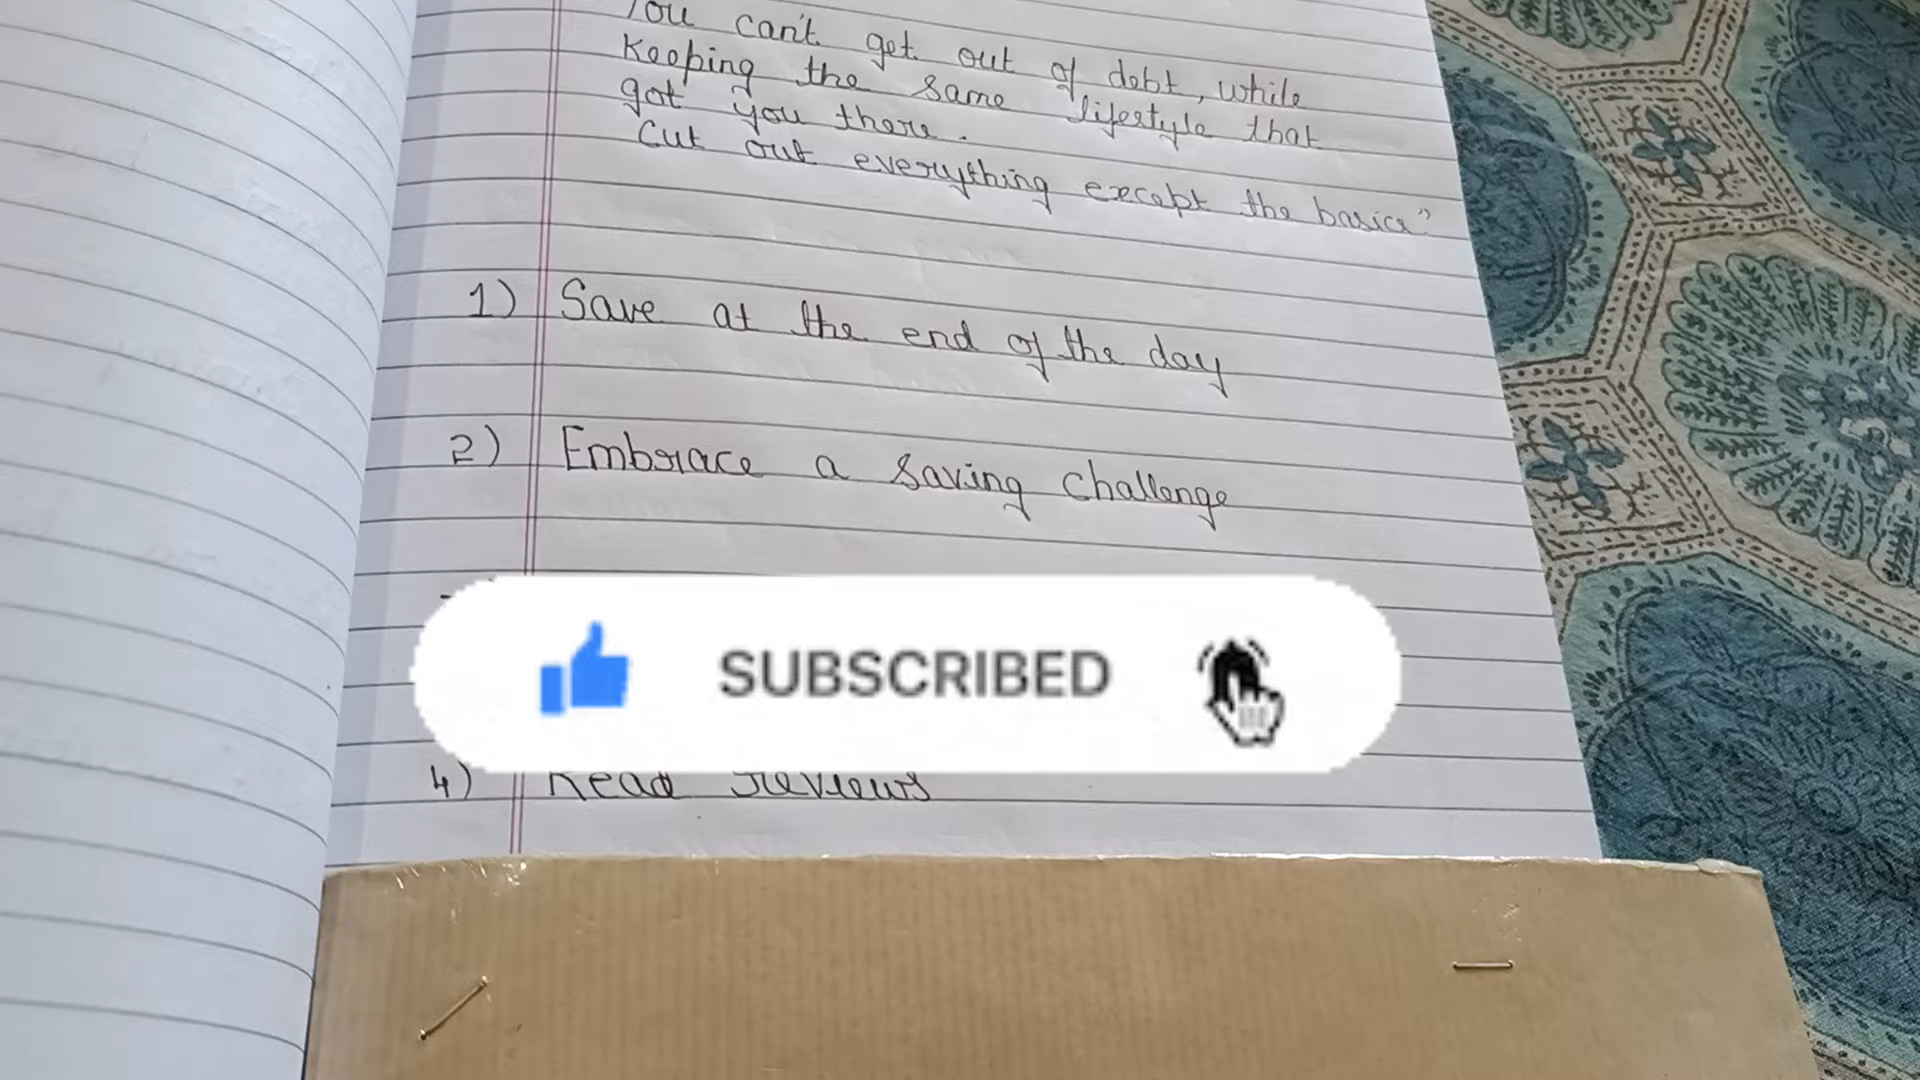 You can't get out of debt, while
keeping the same lifestyle that
got you there.
Cut out everything except the basics"
1) Save at the end of the day
2) Embrace a saving challenge
SUBSCRIBED
4) Read reviews